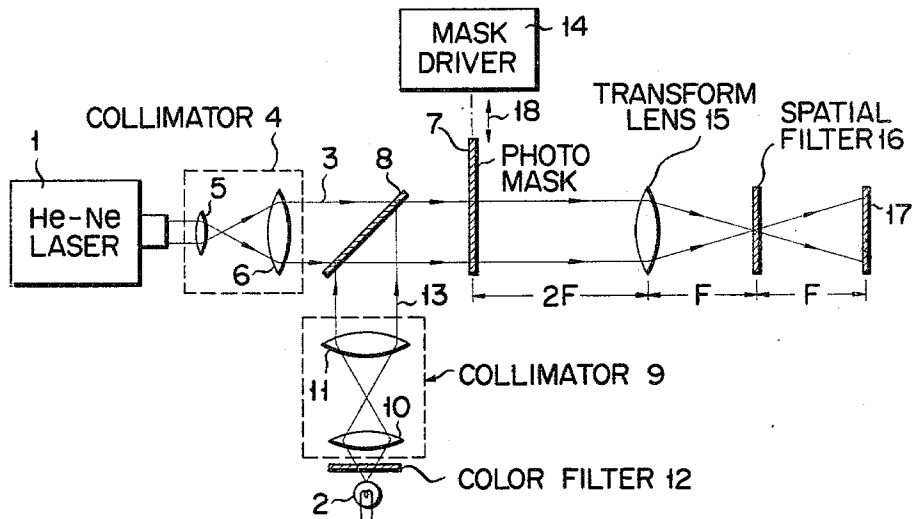 MASK
DRIVER
14
18
COLLIMATOR 4
TRANSFORM
LENS 15
SPATIAL
FILTER 16
1
3
8
7
PHOTO
MASK
5
He-Ne
LASER
6
17
13
2F
F
F
11
COLLIMATOR 9
10
COLOR FILTER 12
2